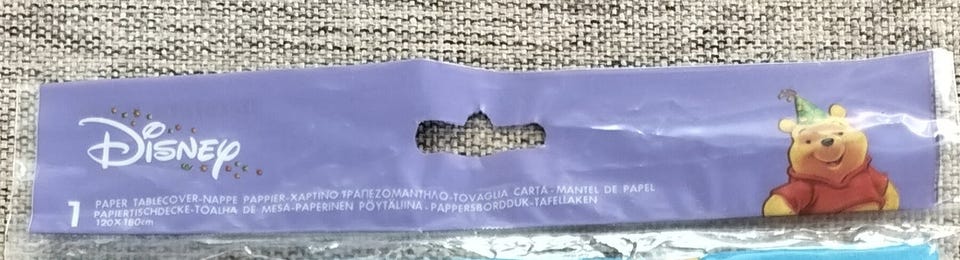 Disney
1
PAPER TABLECOVER-NAPPE PAPPIER-ΧΑΡΤΙΝΟ ΤΡΑΠΕΖΟΜΑΝΤΗΛΟ-TOVAGLIA CARTA-MANTEL DE PAPEL
PAPIERTISCHDECKE-TOALHA DE MESA-PAPERINEN PÖYTÄLIINA-PAPPERSBORDDUK-TAFELLAKEN
120X180cm